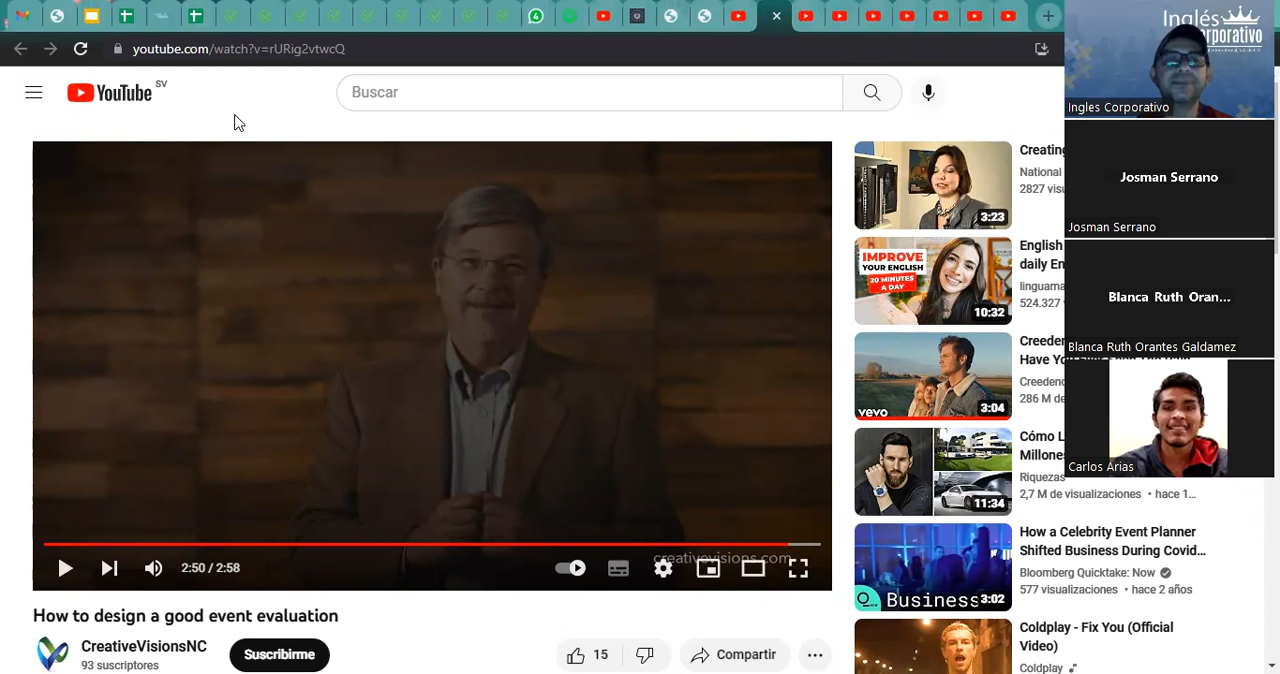 youtube.com/watch?v=rURig2vtwcQ
YouTube SV
Buscar
creativevisions.com
2:50 / 2:58
How to design a good event evaluation
CreativeVisionsNC
93 suscriptores
Suscribirme
15
Compartir
3:23
Creating
National
2827
IMPROVE
YOUR ENGLISH
20 MINUTES
A DAY
10:32
English
daily
linguama
524.327
vevo
3:04
Have You
286 M de
11:34
Cómo
Millones
Riquezas
2,7 M de visualizaciones • hace 1...
Business
3:02
How a Celebrity Event Planner
Shifted Business During Covid...
Bloomberg Quicktake: Now
577 visualizaciones • hace 2 años
Coldplay - Fix You (Official
Video)
Coldplay
Inglés
Corporativo
Ingles Corporativo
Josman Serrano
Josman Serrano
Blanca Ruth Oran...
Blanca Ruth Orantes Galdamez
Carlos Arias
4